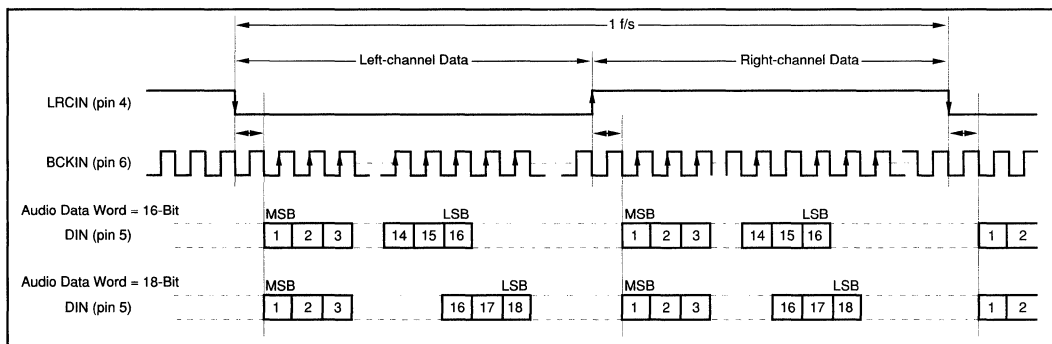 1 f/s
Left-channel Data
Right-channel Data
LRCIN (pin 4)
BCKIN (pin 6)
Audio Data Word = 16-Bit
MSB LSB MSB LSB
DIN (pin 5) 1 2 3 14 15 16 1 2 3 14 15 16 1 2
Audio Data Word = 18-Bit
MSB LSB MSB LSB
DIN (pin 5) 1 2 3 16 17 18 1 2 3 16 17 18 1 2